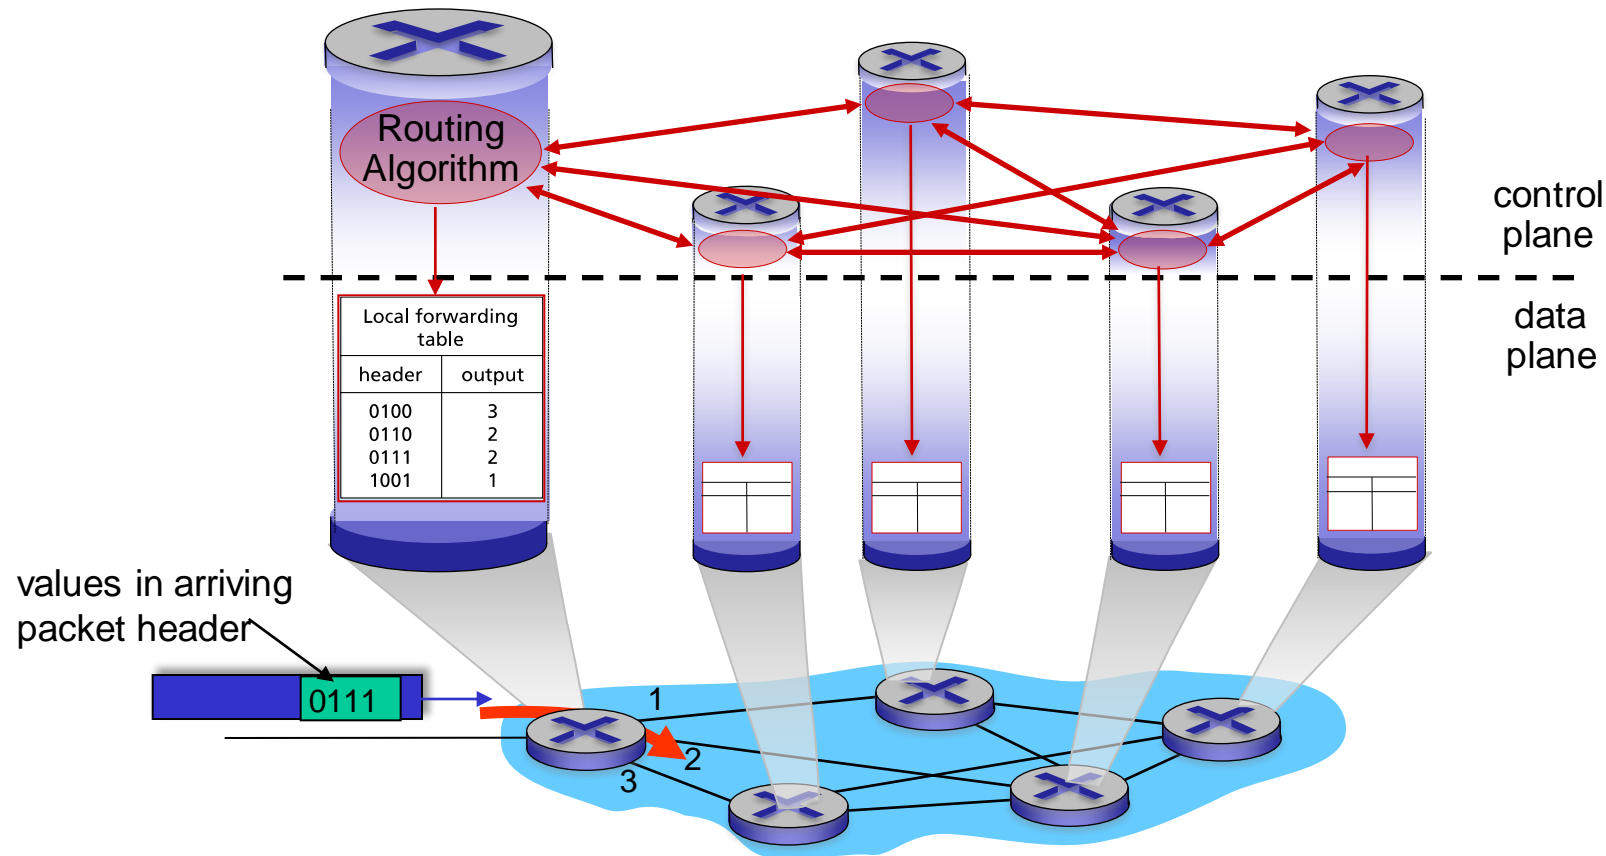 Routing
Algorithm
control
plane
data
plane
Local forwarding
table
header output
0100 3
0110 2
0111 2
1001 1
values in arriving
packet header
0111
1
2
3